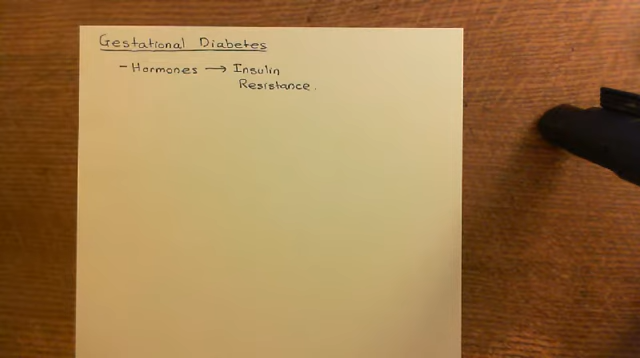 Gestational Diabetes
- Hormones → Insulin
Resistance.